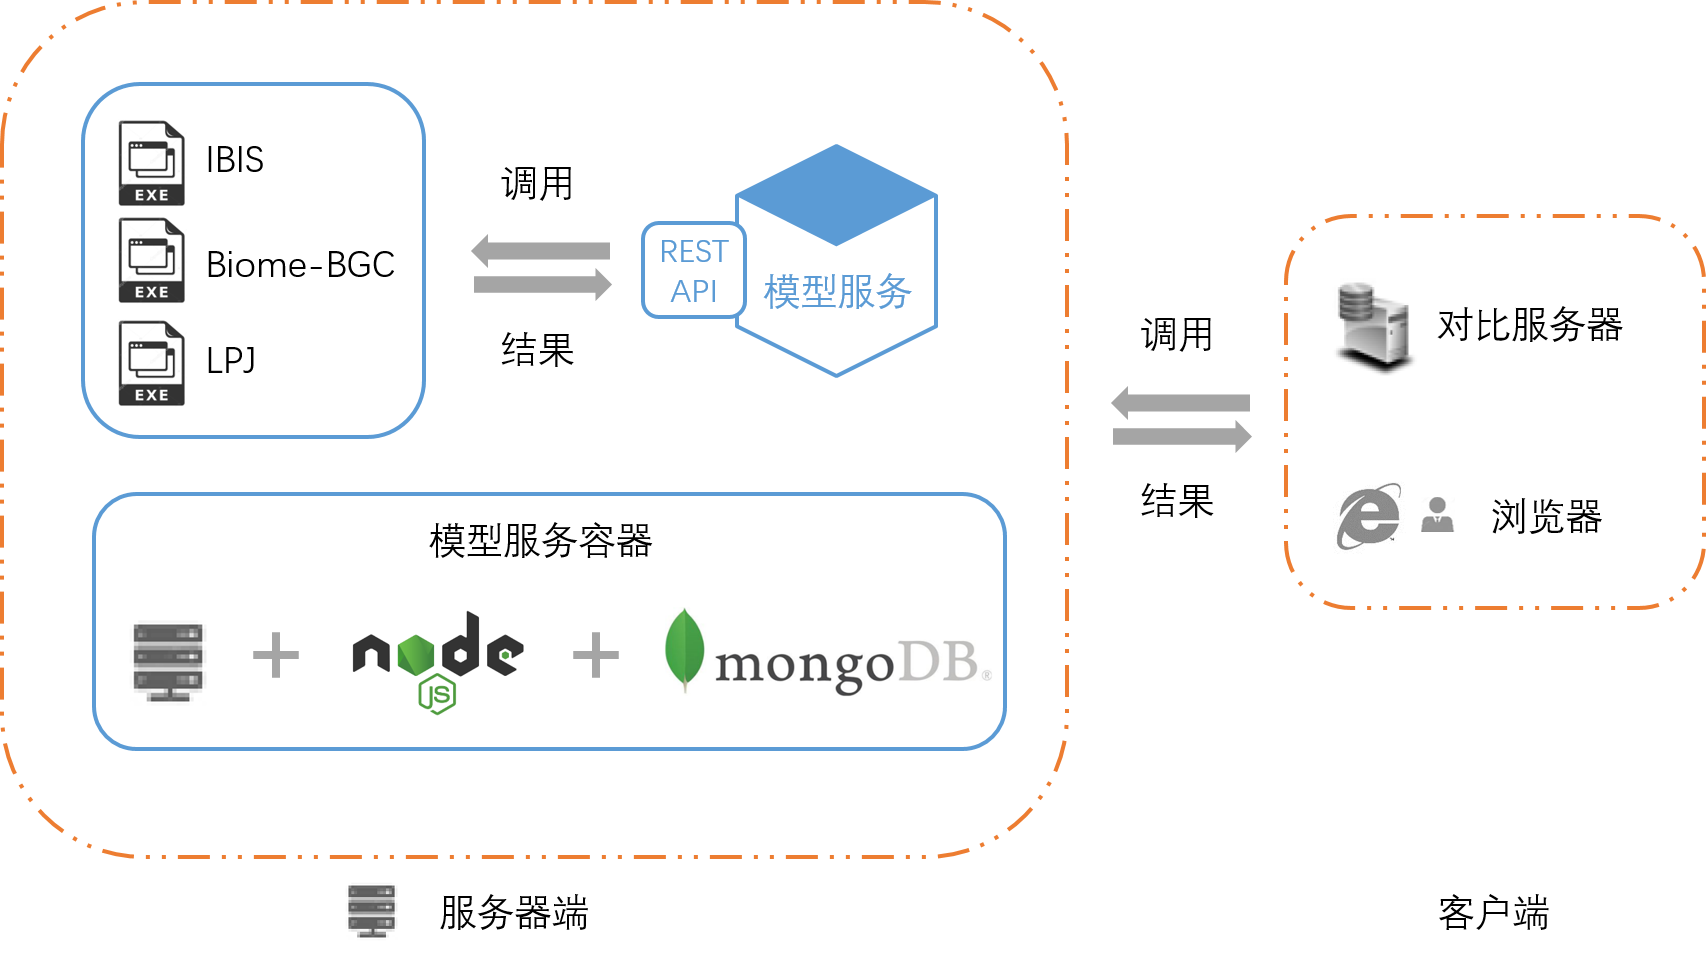 IBIS
EXE
Biome-BGC
EXE
LPJ
EXE
调用
结果
REST
API
模型服务
模型服务容器
node
JS
mongoDB®
调用
结果
对比服务器
浏览器
服务器端
客户端